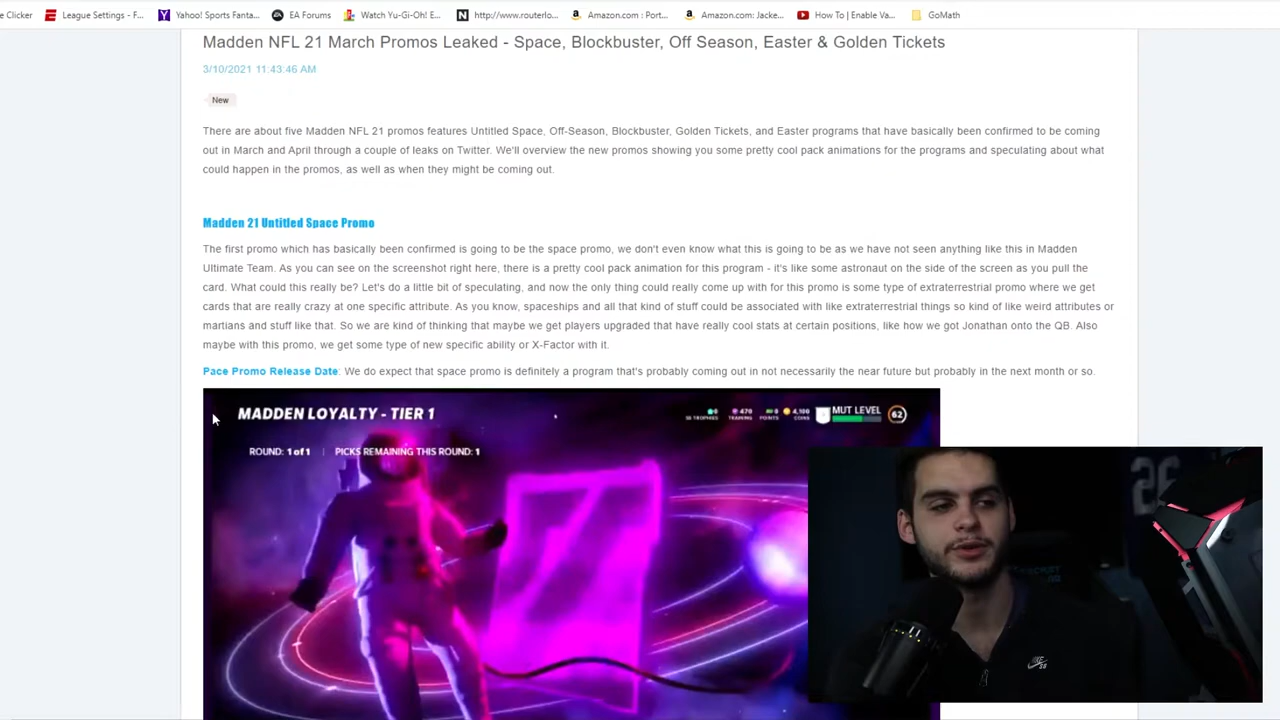 e Clicker
League Settings - F...
Yahoo! Sports Fanta...
EA Forums
Watch Yu-Gi-Oh! E...
http://www.routerlo...
Amazon.com : Port...
Amazon.com: Jacke...
How To | Enable Va...
GoMath
Madden NFL 21 March Promos Leaked - Space, Blockbuster, Off Season, Easter & Golden Tickets
3/10/2021 11:43:46 AM
New
There are about five Madden NFL 21 promos features Untitled Space, Off-Season, Blockbuster, Golden Tickets, and Easter programs that have basically been confirmed to be coming
out in March and April through a couple of leaks on Twitter. We'll overview the new promos showing you some pretty cool pack animations for the programs and speculating about what
could happen in the promos, as well as when they might be coming out.
Madden 21 Untitled Space Promo
The first promo which has basically been confirmed is going to be the space promo, we don't even know what this is going to be as we have not seen anything like this in Madden
Ultimate Team. As you can see on the screenshot right here, there is a pretty cool pack animation for this program - it's like some astronaut on the side of the screen as you pull the
card. What could this really be? Let's do a little bit of speculating, and now the only thing could really come up with for this promo is some type of extraterrestrial promo where we get
cards that are really crazy at one specific attribute. As you know, spaceships and all that kind of stuff could be associated with like extraterrestrial things so kind of like weird attributes or
martians and stuff like that. So we are kind of thinking that maybe we get players upgraded that have really cool stats at certain positions, like how we got Jonathan onto the QB. Also
maybe with this promo, we get some type of new specific ability or X-Factor with it.
Pace Promo Release Date: We do expect that space promo is definitely a program that's probably coming out in not necessarily the near future but probably in the next month or so.
MADDEN LOYALTY - TIER 1
470
4,100
TRAINING
POINTS
COINS
MUT LEVEL
62
ROUND: 1 of 1 | PICKS REMAINING THIS ROUND: 1
26